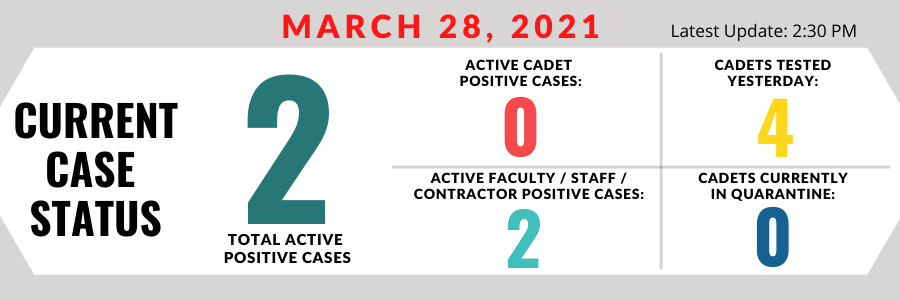 MARCH 28, 2021
Latest Update: 2:30 PM
CURRENT
CASE
STATUS
2
TOTAL ACTIVE
POSITIVE CASES
ACTIVE CADET
POSITIVE CASES:
0
CADETS TESTED
YESTERDAY:
4
ACTIVE FACULTY / STAFF /
CONTRACTOR POSITIVE CASES:
2
CADETS CURRENTLY
IN QUARANTINE:
0